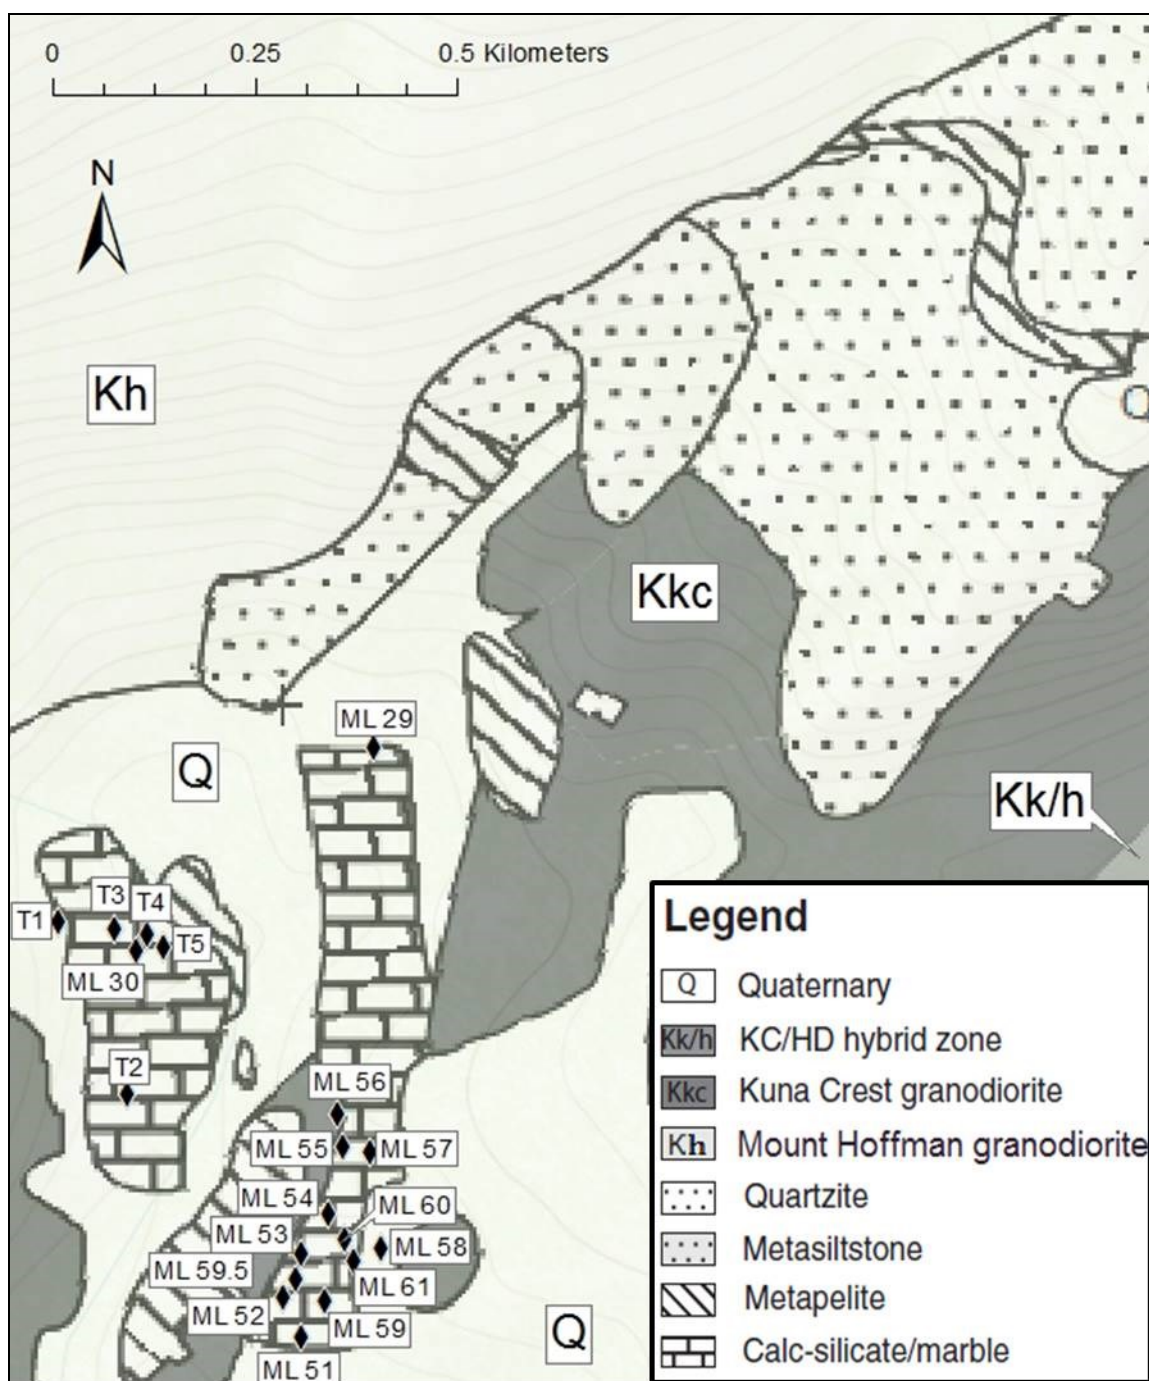 0 0.25 0.5 Kilometers
N
Kh
Q
Kkc
ML 29
Q
Kk/h
T3 T4
T1
T5
ML 30
T2
ML 56
ML 55 ML 57
ML 54 ML 60
ML 53 ML 58
ML 59.5 ML 61
ML 52 ML 59
ML 51
Q
Legend
Q Quaternary
Kk/h KC/HD hybrid zone
Kkc Kuna Crest granodiorite
Kh Mount Hoffman granodiorite
Quartzite
Metasiltstone
Metapelite
Calc-silicate/marble